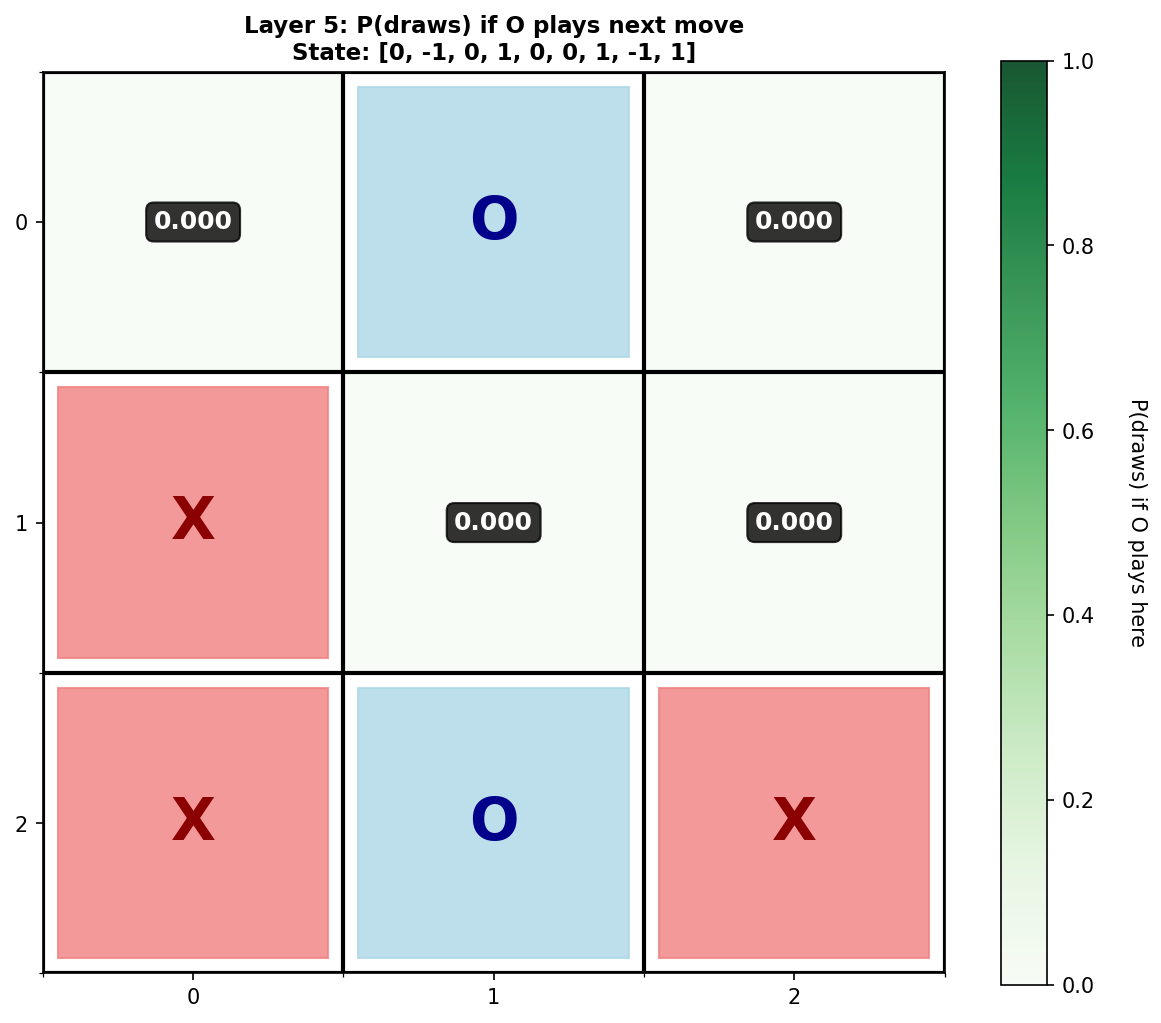 Layer 5: P(draws) if O plays next move
State: [0, -1, 0, 1, 0, 0, 1, -1, 1]
0.000
O
0.000
X
0.000
0.000
X
O
X
0
1
2
0
1
2
1.0
0.8
0.6
0.4
0.2
0.0
P(draws) if O plays here